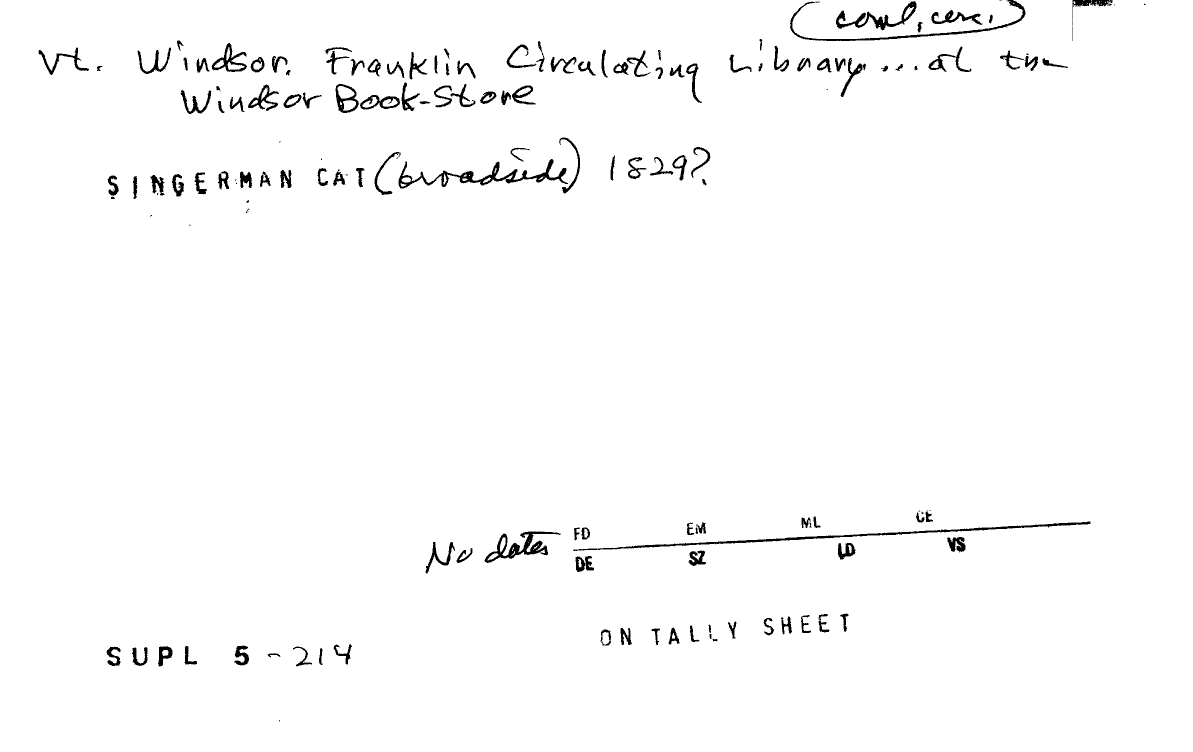 (coml, circ.)
Vt. Windsor. Franklin Circulating Library ... at the
Windsor Book-Store
SINGERMAN CAT (broadside) 1829?
No dates FD EM ML CE
DE SZ LD VS
ON TALLY SHEET
SUPL 5 - 214